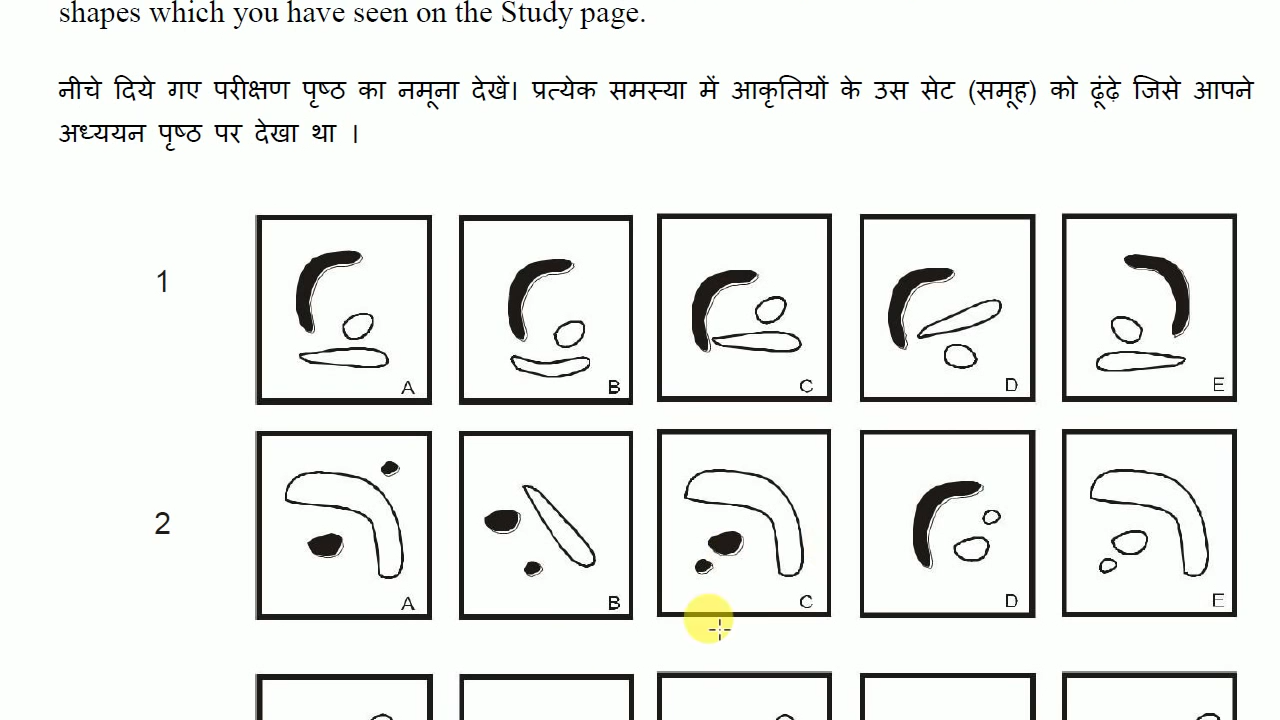 shapes which you have seen on the Study page.
नीचे दिये गए परीक्षण पृष्ठ का नमूना देखें। प्रत्येक समस्या में आकृतियों के उस सेट (समूह) को ढूंढ़े जिसे आपने
अध्ययन पृष्ठ पर देखा था ।
1
A B C D E
2
A B C D E